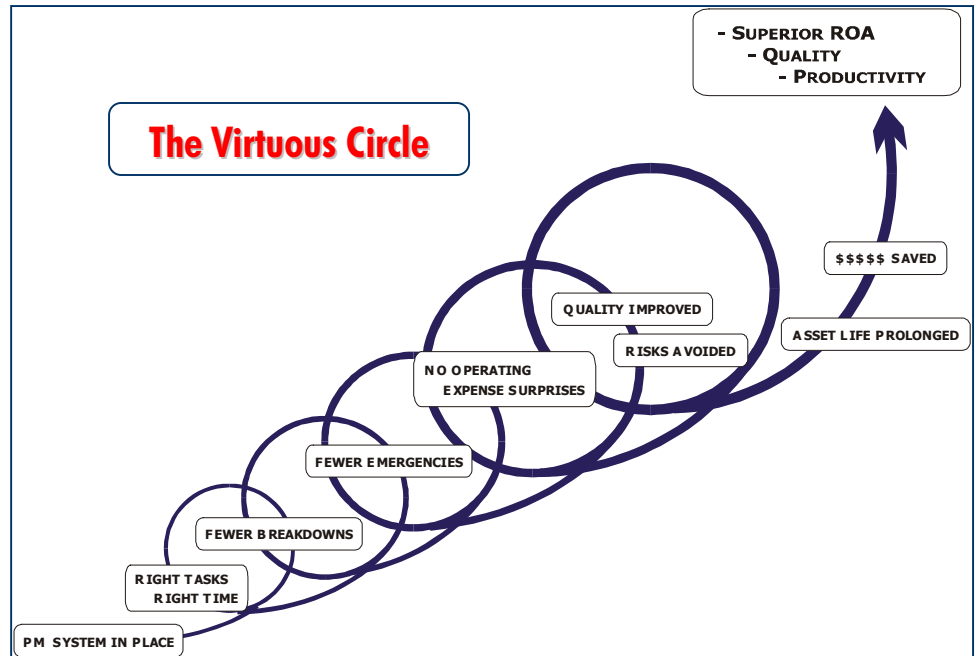 - SUPERIOR ROA
- QUALITY
- PRODUCTIVITY
The Virtuous Circle
$$$$$ SAVED
QUALITY IMPROVED
ASSET LIFE PROLONGED
RISKS AVOIDED
NO OPERATING
EXPENSE SURPRISES
FEWER EMERGENCIES
FEWER BREAKDOWNS
RIGHT TASKS
RIGHT TIME
PM SYSTEM IN PLACE